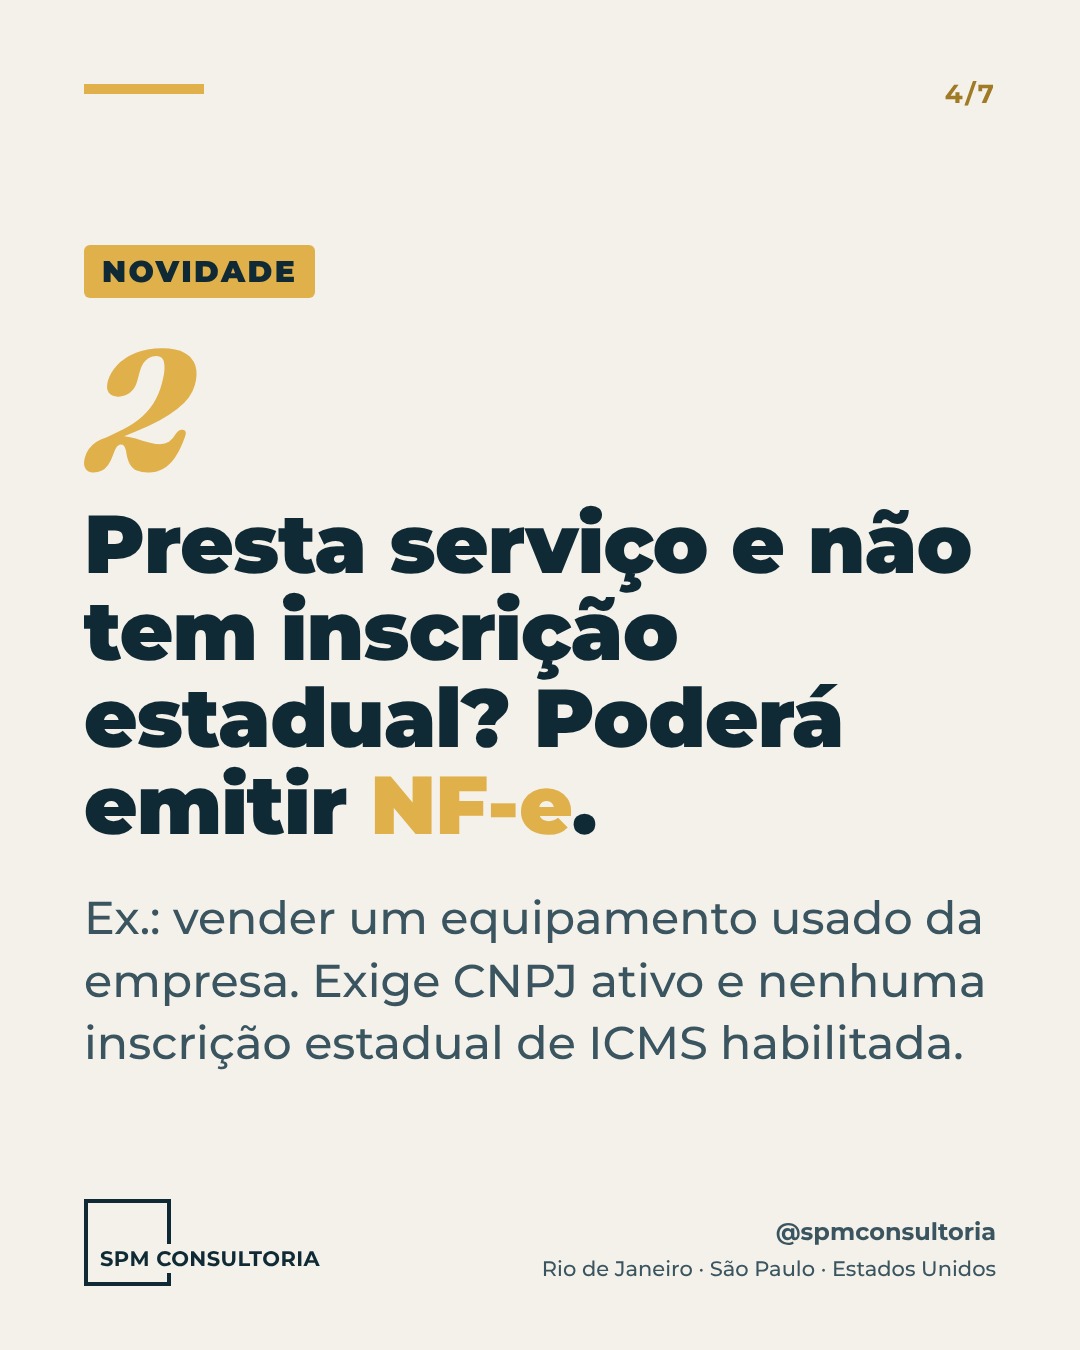 4/7
NOVIDADE
2
Presta serviço e não
tem inscrição
estadual? Poderá
emitir NF-e.
Ex.: vender um equipamento usado da
empresa. Exige CNPJ ativo e nenhuma
inscrição estadual de ICMS habilitada.
SPM CONSULTORIA
@spmconsultoria
Rio de Janeiro · São Paulo · Estados Unidos